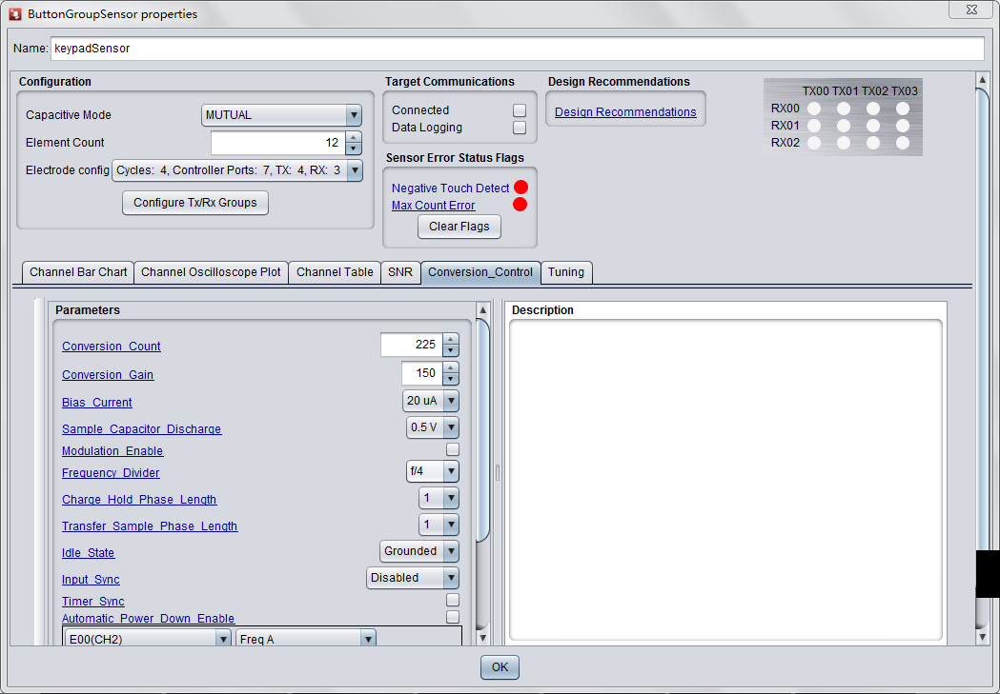 ButtonGroupSensor properties
Name: keypadSensor
Configuration
Capacitive Mode MUTUAL
Element Count 12
Electrode config Cycles: 4, Controller Ports: 7, TX: 4, RX: 3
Configure Tx/Rx Groups
Target Communications
Connected
Data Logging
Sensor Error Status Flags
Negative Touch Detect
Max Count Error
Clear Flags
Design Recommendations
Design Recommendations
TX00 TX01 TX02 TX03
RX00
RX01
RX02
Channel Bar Chart Channel Oscilloscope Plot Channel Table SNR Conversion_Control Tuning
Parameters
Conversion_Count 225
Conversion_Gain 150
Bias_Current 20 uA
Sample_Capacitor_Discharge 0.5 V
Modulation_Enable
Frequency_Divider f/4
Charge_Hold_Phase_Length 1
Transfer_Sample_Phase_Length 1
Idle_State Grounded
Input_Sync Disabled
Timer_Sync
Automatic_Power_Down_Enable
E00(CH2) Freq A
Description
OK